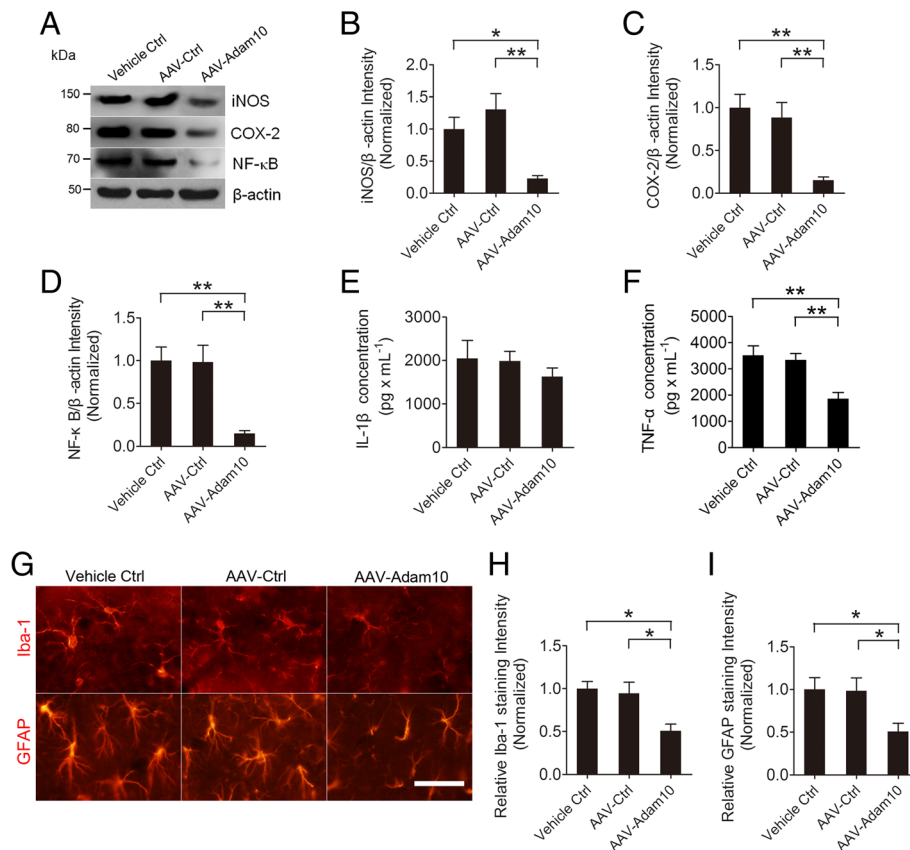 A
kDa
Vehicle Ctrl
AAV-Ctrl
AAV-Adam10
150
iNOS
80
COX-2
70
NF-κB
50
β-actin
B
*
**
iNOS/β -actin Intensity
(Normalized)
2.0
1.5
1.0
0.5
0.0
Vehicle Ctrl
AAV-Ctrl
AAV-Adam10
C
**
**
COX-2/β -actin Intensity
(Normalized)
1.5
1.0
0.5
0.0
Vehicle Ctrl
AAV-Ctrl
AAV-Adam10
D
**
**
NF-κ B/β -actin Intensity
(Normalized)
1.5
1.0
0.5
0.0
Vehicle Ctrl
AAV-Ctrl
AAV-Adam10
E
IL-1β concentration
(pg x mL⁻¹)
3000
2000
1000
0
Vehicle Ctrl
AAV-Ctrl
AAV-Adam10
F
**
**
TNF-α concentration
(pg x mL⁻¹)
5000
4000
3000
2000
1000
0
Vehicle Ctrl
AAV-Ctrl
AAV-Adam10
G
Vehicle Ctrl
AAV-Ctrl
AAV-Adam10
Iba-1
GFAP
H
*
*
Relative Iba-1 staining Intensity
(Normalized)
1.5
1.0
0.5
0.0
Vehicle Ctrl
AAV-Ctrl
AAV-Adam10
I
*
*
Relative GFAP staining Intensity
(Normalized)
1.5
1.0
0.5
0.0
Vehicle Ctrl
AAV-Ctrl
AAV-Adam10